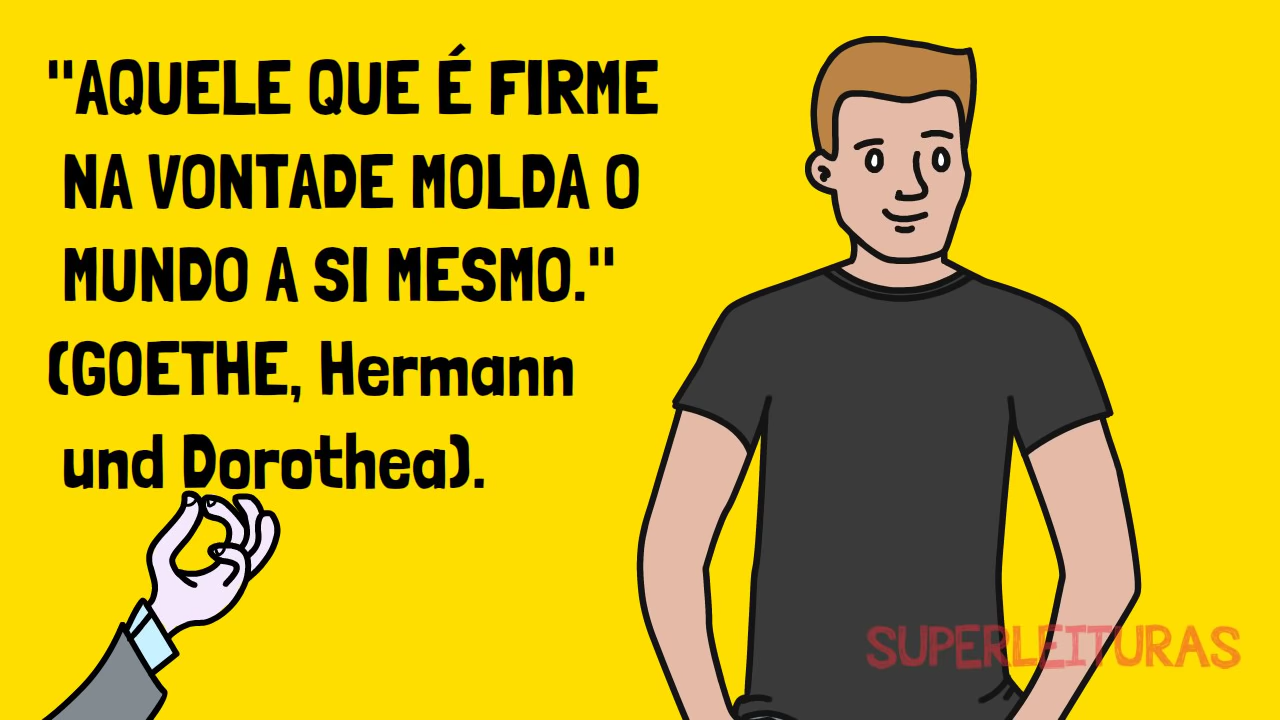 "AQUELE QUE É FIRME
NA VONTADE MOLDA O
MUNDO A SI MESMO."
(GOETHE, Hermann
und Dorothea).
SUPERLEITURAS